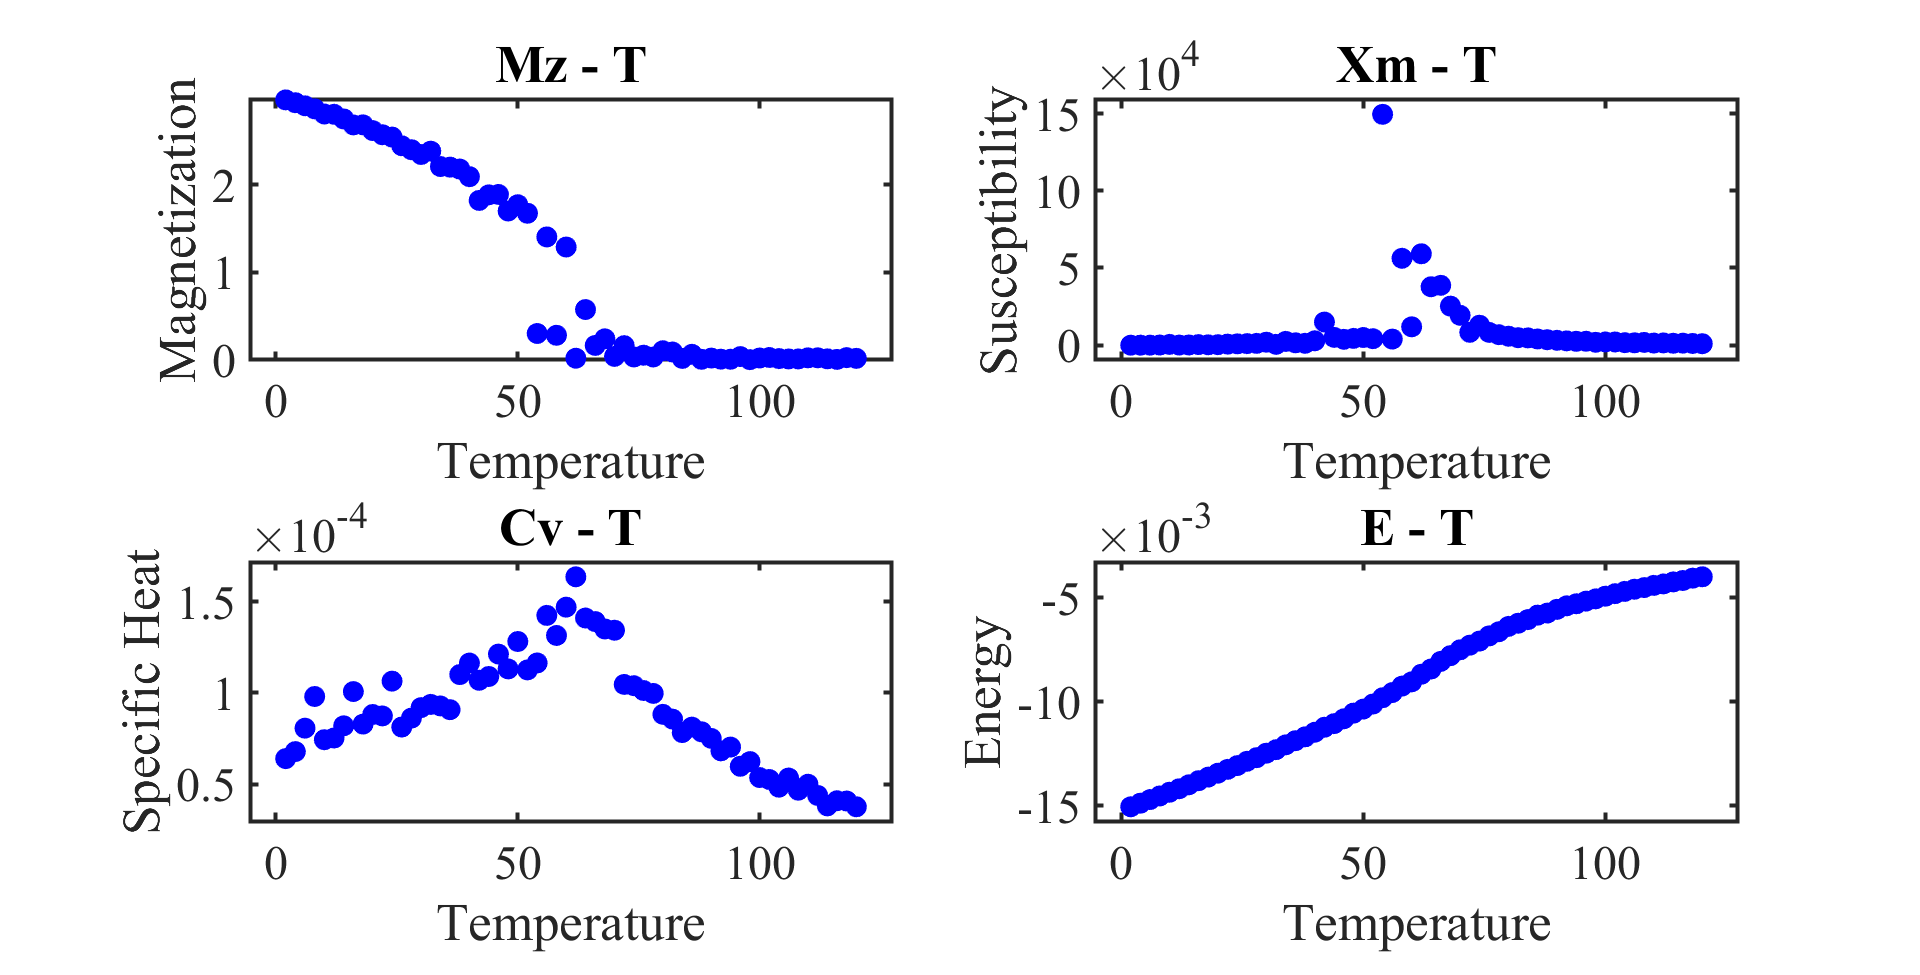 Mz - T
Magnetization
2
1
0
0 50 100
Temperature
Xm - T
×10^4
Susceptibility
15
10
5
0
0 50 100
Temperature
Cv - T
×10^-4
Specific Heat
1.5
1
0.5
0 50 100
Temperature
E - T
×10^-3
Energy
-5
-10
-15
0 50 100
Temperature